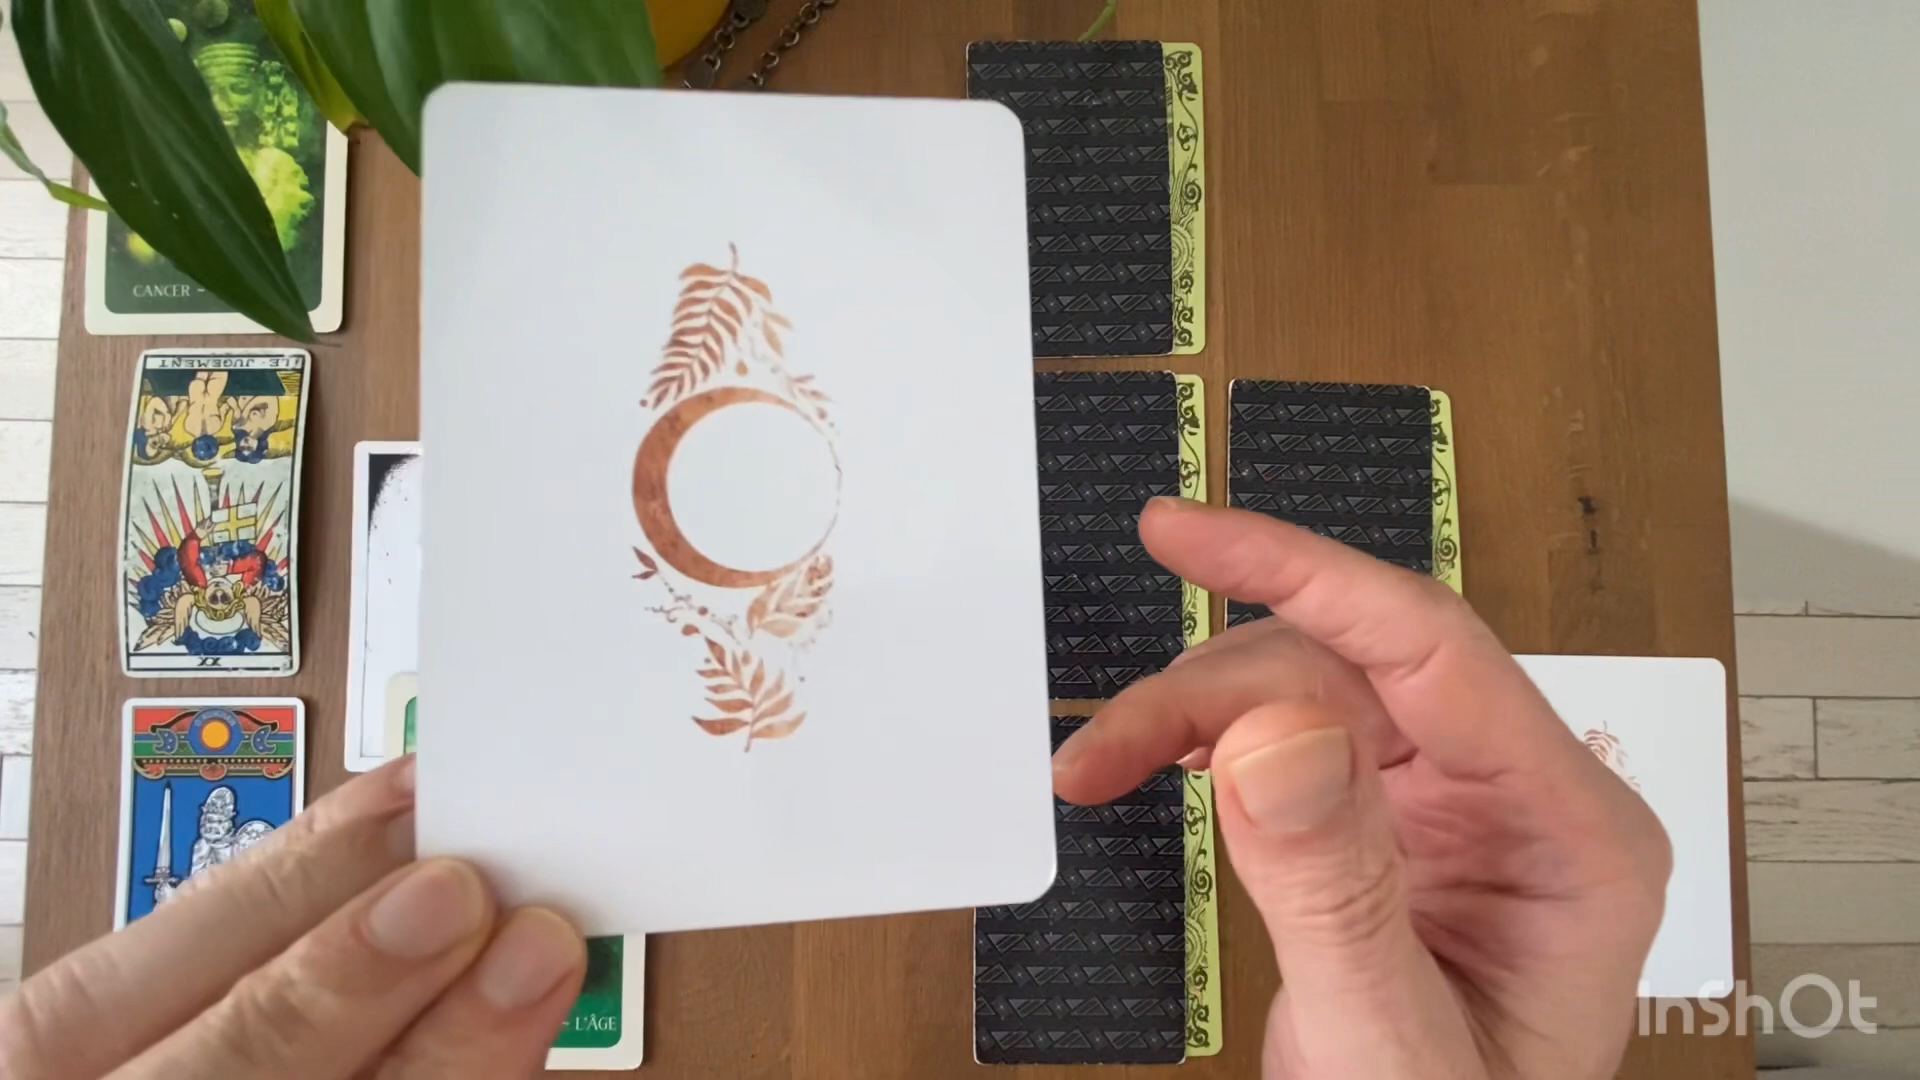 CANCER ~
LE·JUGEMENT
XX
~ L'ÂGE
InShOt